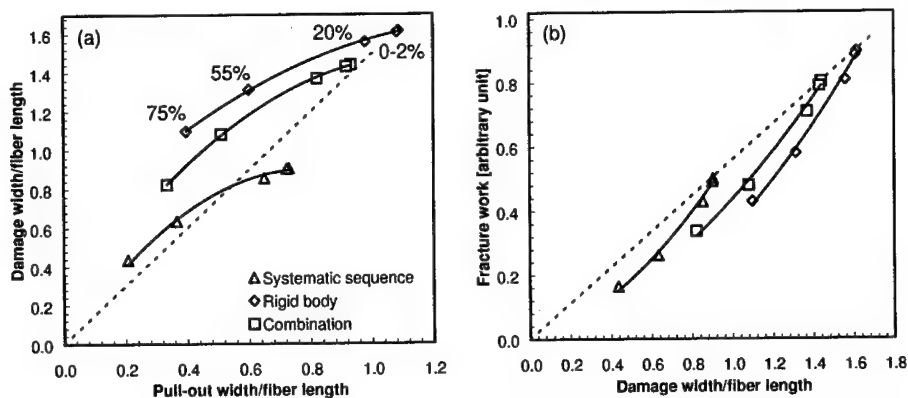 (a)
1.6
1.4
1.2
1.0
0.8
0.6
0.4
0.2
0.0
Damage width/fiber length
75%
55%
20%
0-2%
Systematic sequence
Rigid body
Combination
0.0 0.2 0.4 0.6 0.8 1.0 1.2
Pull-out width/fiber length
(b)
1.0
0.8
0.6
0.4
0.2
0.0
Fracture work [arbitrary unit]
0.0 0.2 0.4 0.6 0.8 1.0 1.2 1.4 1.6 1.8
Damage width/fiber length